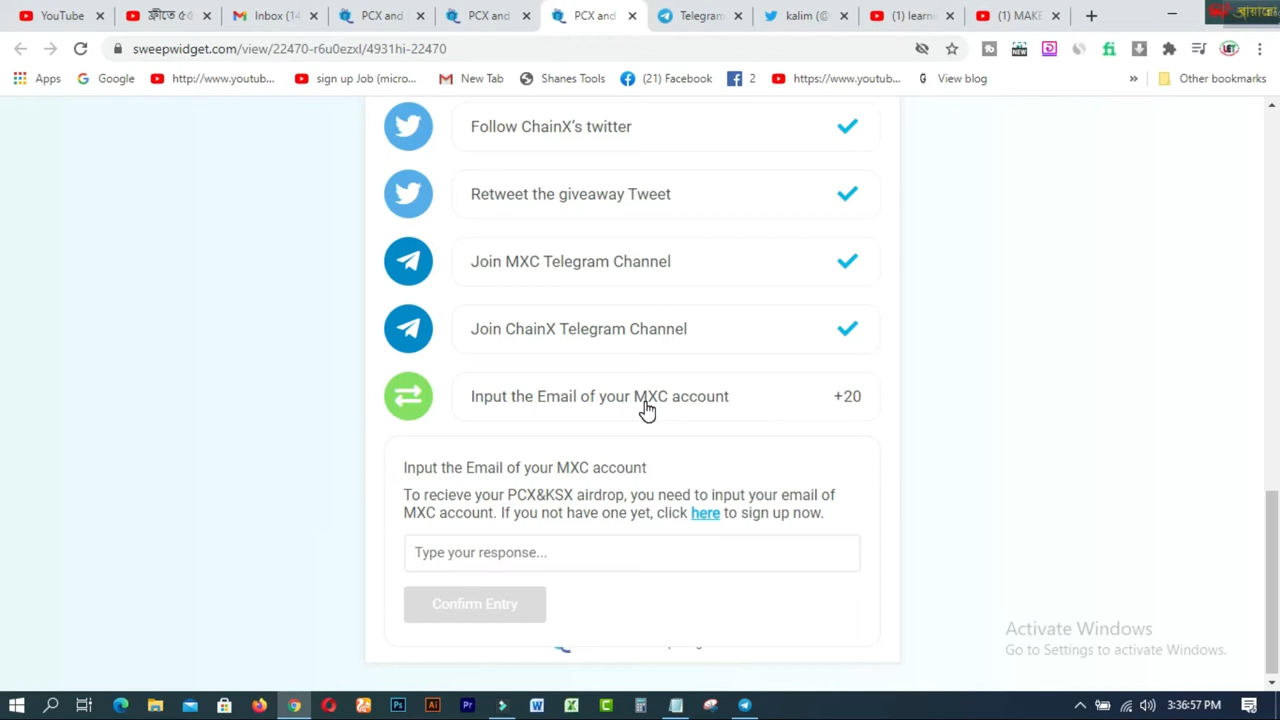 YouTube
ফ্রীতে ৫ ৫
Inbox (14
PCX and
PCX and
PCX and
Telegram
kalim (@
(1) learni
(1) MAKE
sweepwidget.com/view/22470-r6u0ezxl/4931hi-22470
Apps
Google
http://www.youtub...
sign up Job (micro...
New Tab
Shanes Tools
(21) Facebook
2
https://www.youtub...
View blog
»
Other bookmarks
Follow ChainX's twitter
Retweet the giveaway Tweet
Join MXC Telegram Channel
Join ChainX Telegram Channel
Input the Email of your MXC account +20
Input the Email of your MXC account
To recieve your PCX&KSX airdrop, you need to input your email of
MXC account. If you not have one yet, click here to sign up now.
Type your response...
Confirm Entry
Activate Windows
Go to Settings to activate Windows.
3:36:57 PM